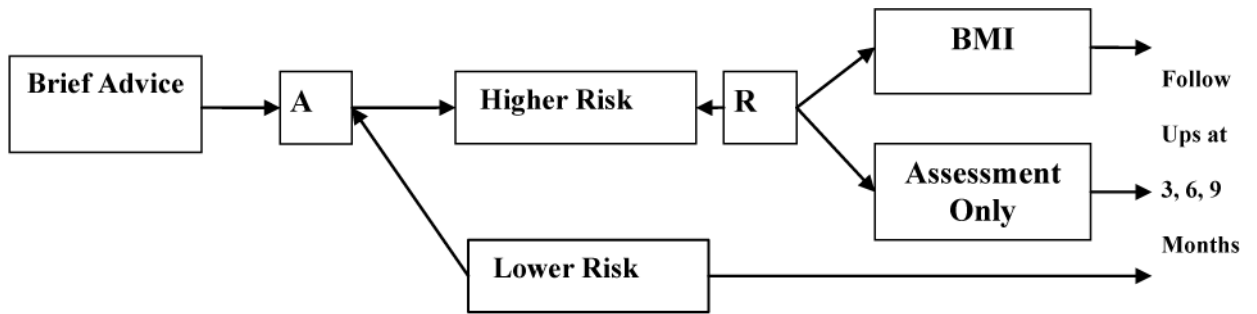 Brief Advice
A
Higher Risk
R
BMI
Assessment
Only
Lower Risk
Follow
Ups at
3, 6, 9
Months